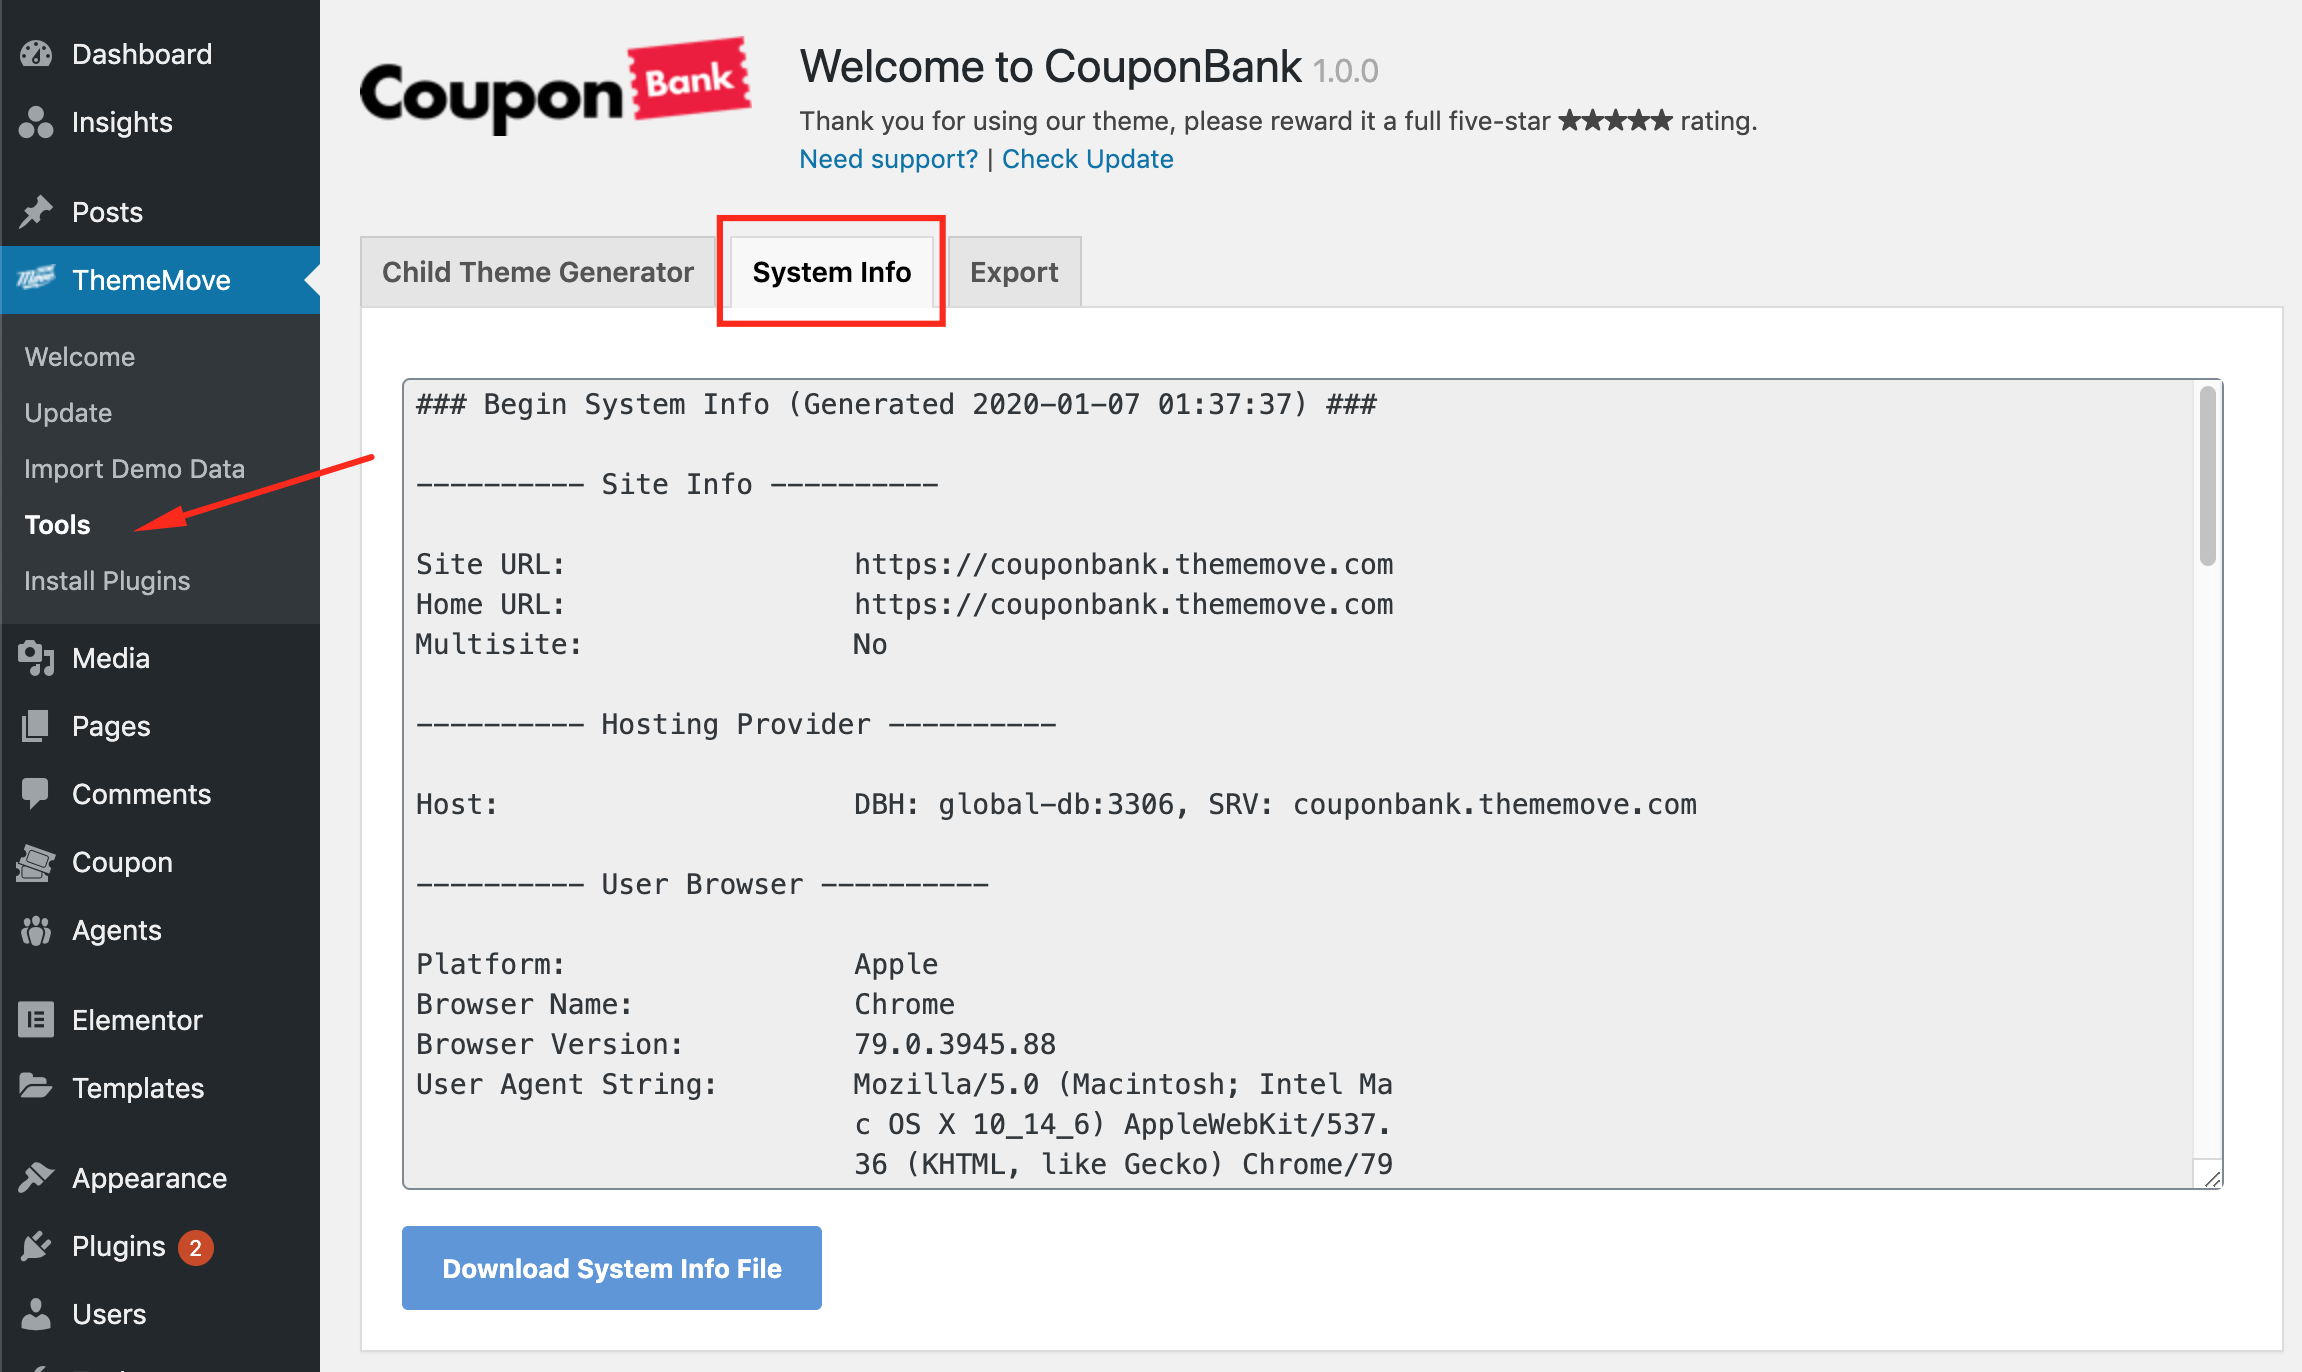 Dashboard
Insights
Posts
ThemeMove
Welcome
Update
Import Demo Data
Tools
Install Plugins
Media
Pages
Comments
Coupon
Agents
Elementor
Templates
Appearance
Plugins 2
Users
Coupon Bank
Welcome to CouponBank 1.0.0
Thank you for using our theme, please reward it a full five-star ★★★★★ rating.
Need support? | Check Update
Child Theme Generator
System Info
Export
### Begin System Info (Generated 2020-01-07 01:37:37) ###
---------- Site Info ----------
Site URL: https://couponbank.thememove.com
Home URL: https://couponbank.thememove.com
Multisite: No
---------- Hosting Provider ----------
Host: DBH: global-db:3306, SRV: couponbank.thememove.com
---------- User Browser ----------
Platform: Apple
Browser Name: Chrome
Browser Version: 79.0.3945.88
User Agent String: Mozilla/5.0 (Macintosh; Intel Ma
c OS X 10_14_6) AppleWebKit/537.
36 (KHTML, like Gecko) Chrome/79
Download System Info File